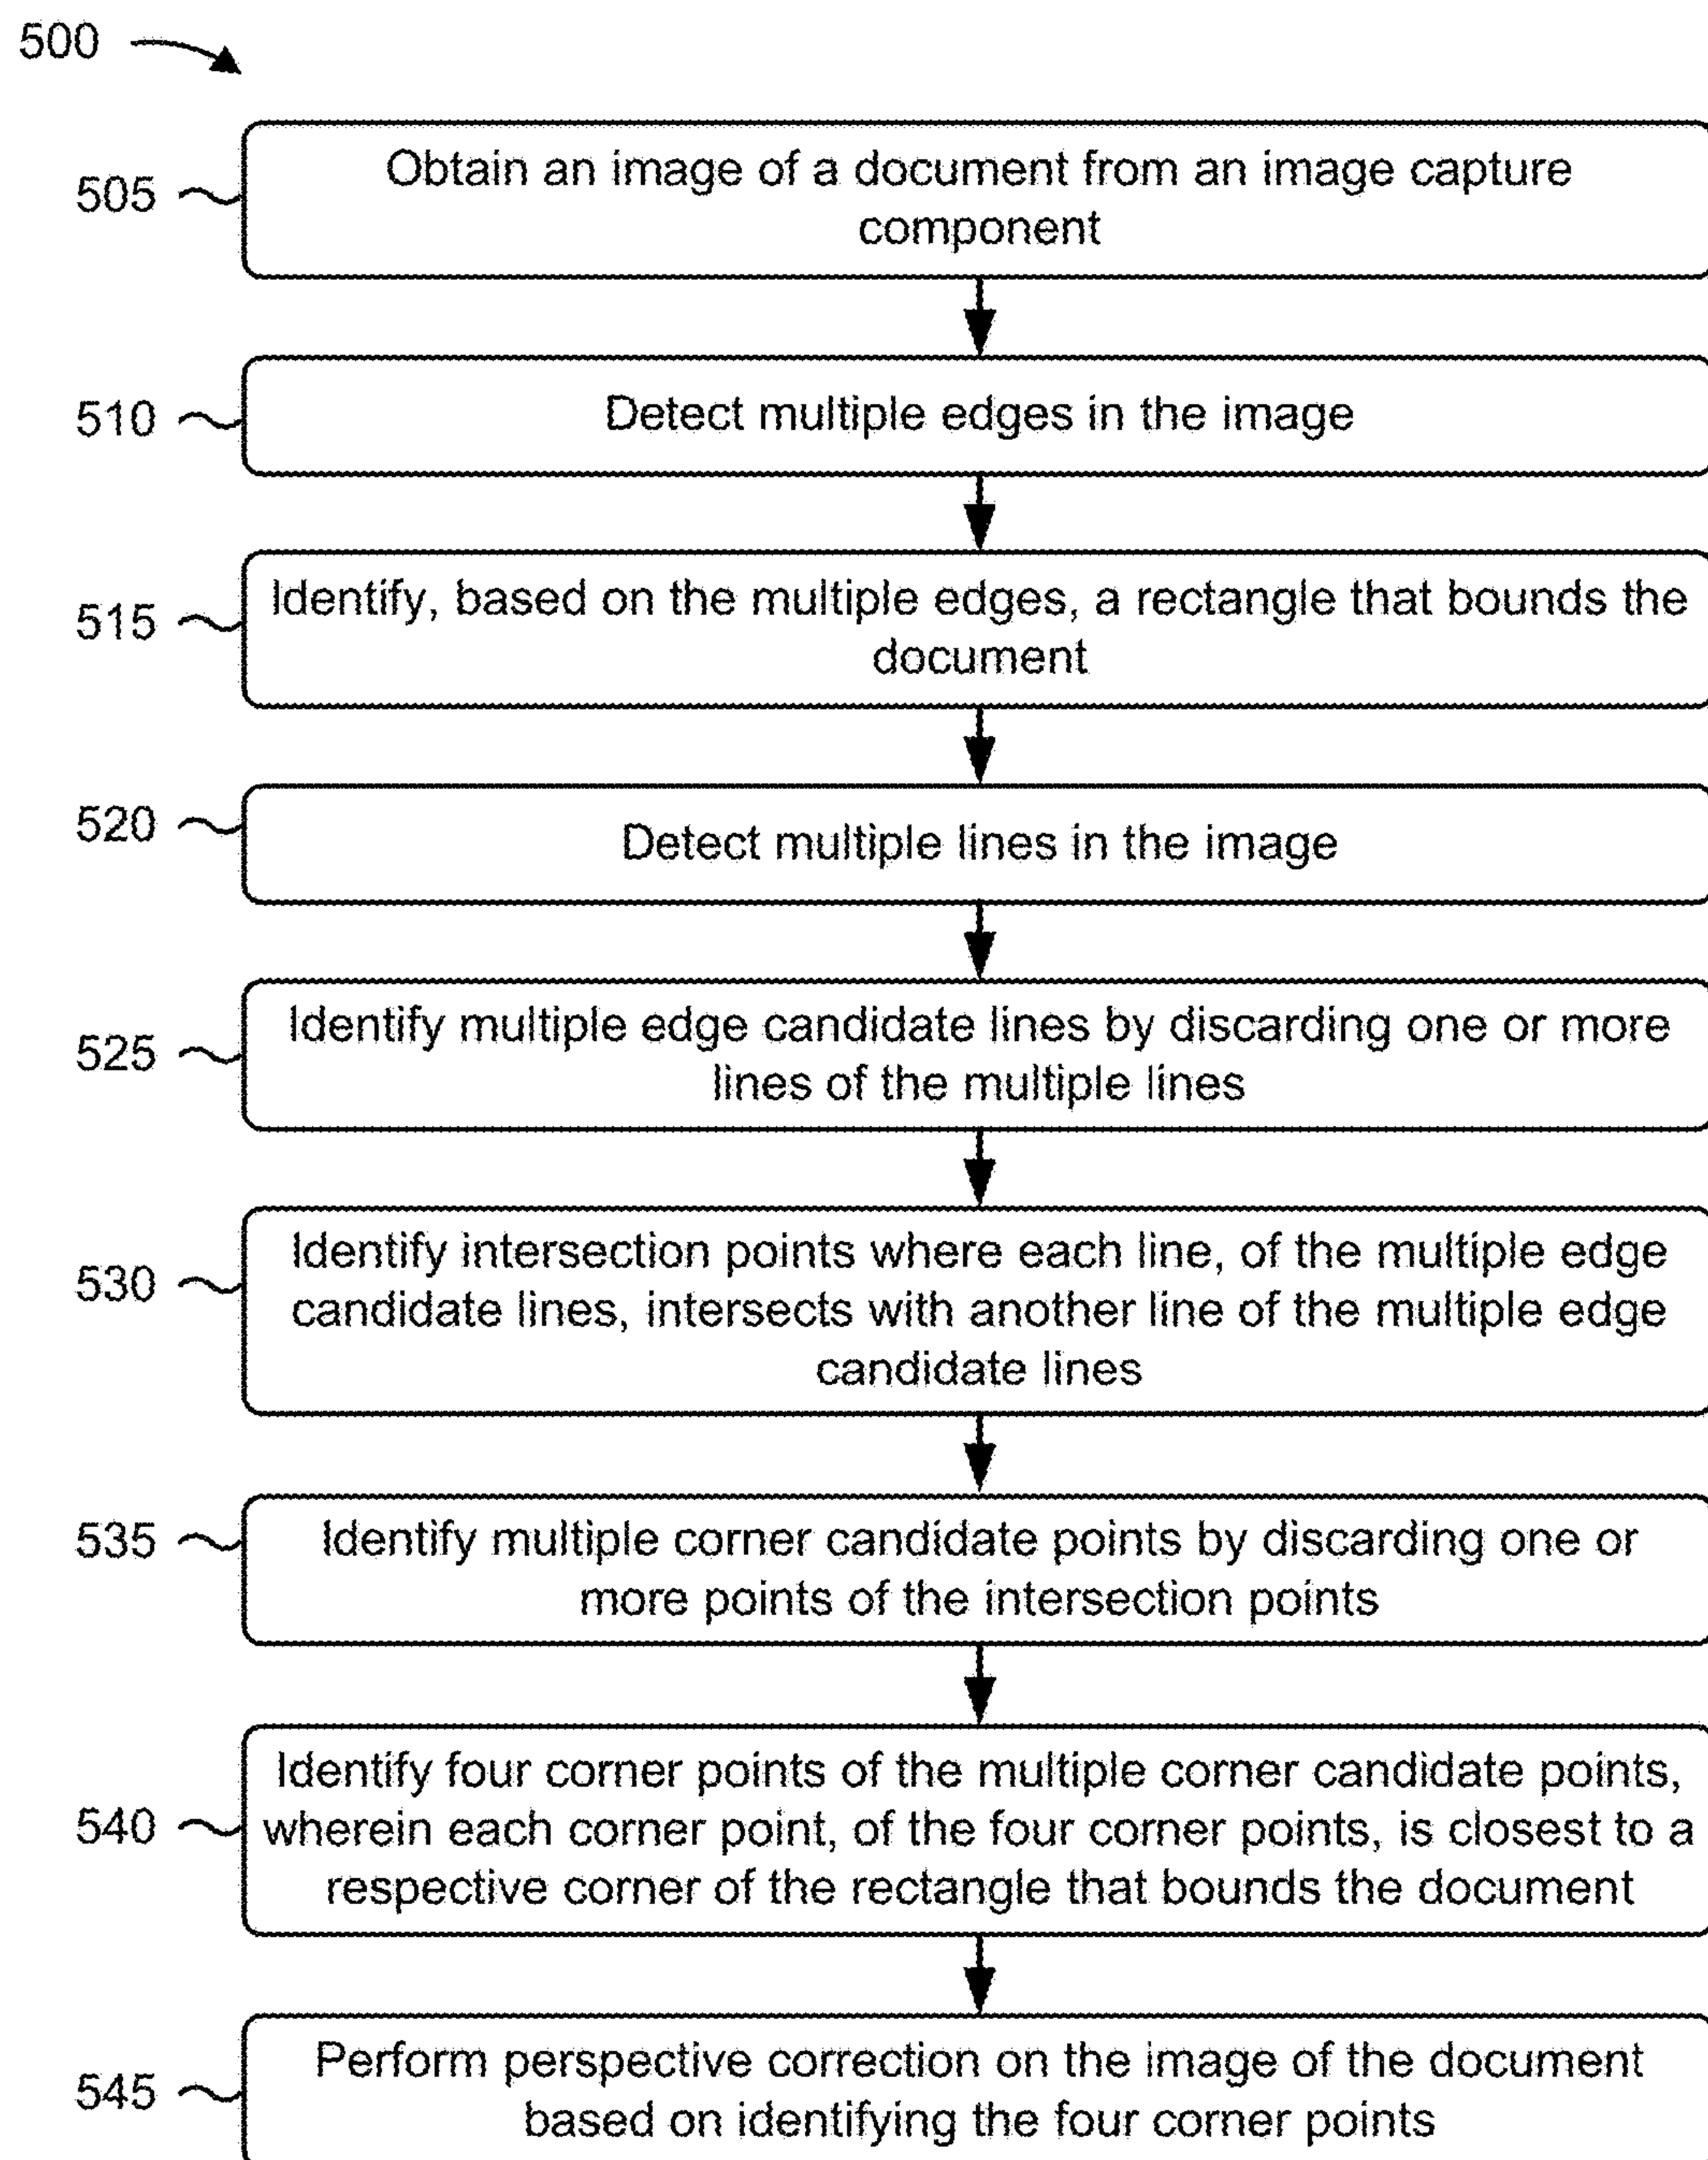 500
505
Obtain an image of a document from an image capture
component
510
Detect multiple edges in the image
515
Identify, based on the multiple edges, a rectangle that bounds the
document
520
Detect multiple lines in the image
525
Identify multiple edge candidate lines by discarding one or more
lines of the multiple lines
530
Identify intersection points where each line, of the multiple edge
candidate lines, intersects with another line of the multiple edge
candidate lines
535
Identify multiple corner candidate points by discarding one or
more points of the intersection points
540
Identify four corner points of the multiple corner candidate points,
wherein each corner point, of the four corner points, is closest to a
respective corner of the rectangle that bounds the document
545
Perform perspective correction on the image of the document
based on identifying the four corner points